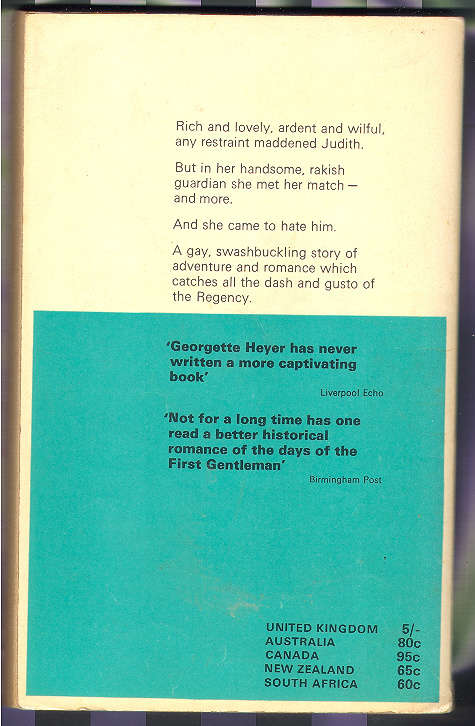 Rich and lovely, ardent and wilful,
any restraint maddened Judith.
But in her handsome, rakish
guardian she met her match —
and more.
And she came to hate him.
A gay, swashbuckling story of
adventure and romance which
catches all the dash and gusto of
the Regency.
'Georgette Heyer has never
written a more captivating
book'
Liverpool Echo
'Not for a long time has one
read a better historical
romance of the days of the
First Gentleman'
Birmingham Post
UNITED KINGDOM 5/-
AUSTRALIA 80c
CANADA 95c
NEW ZEALAND 65c
SOUTH AFRICA 60c